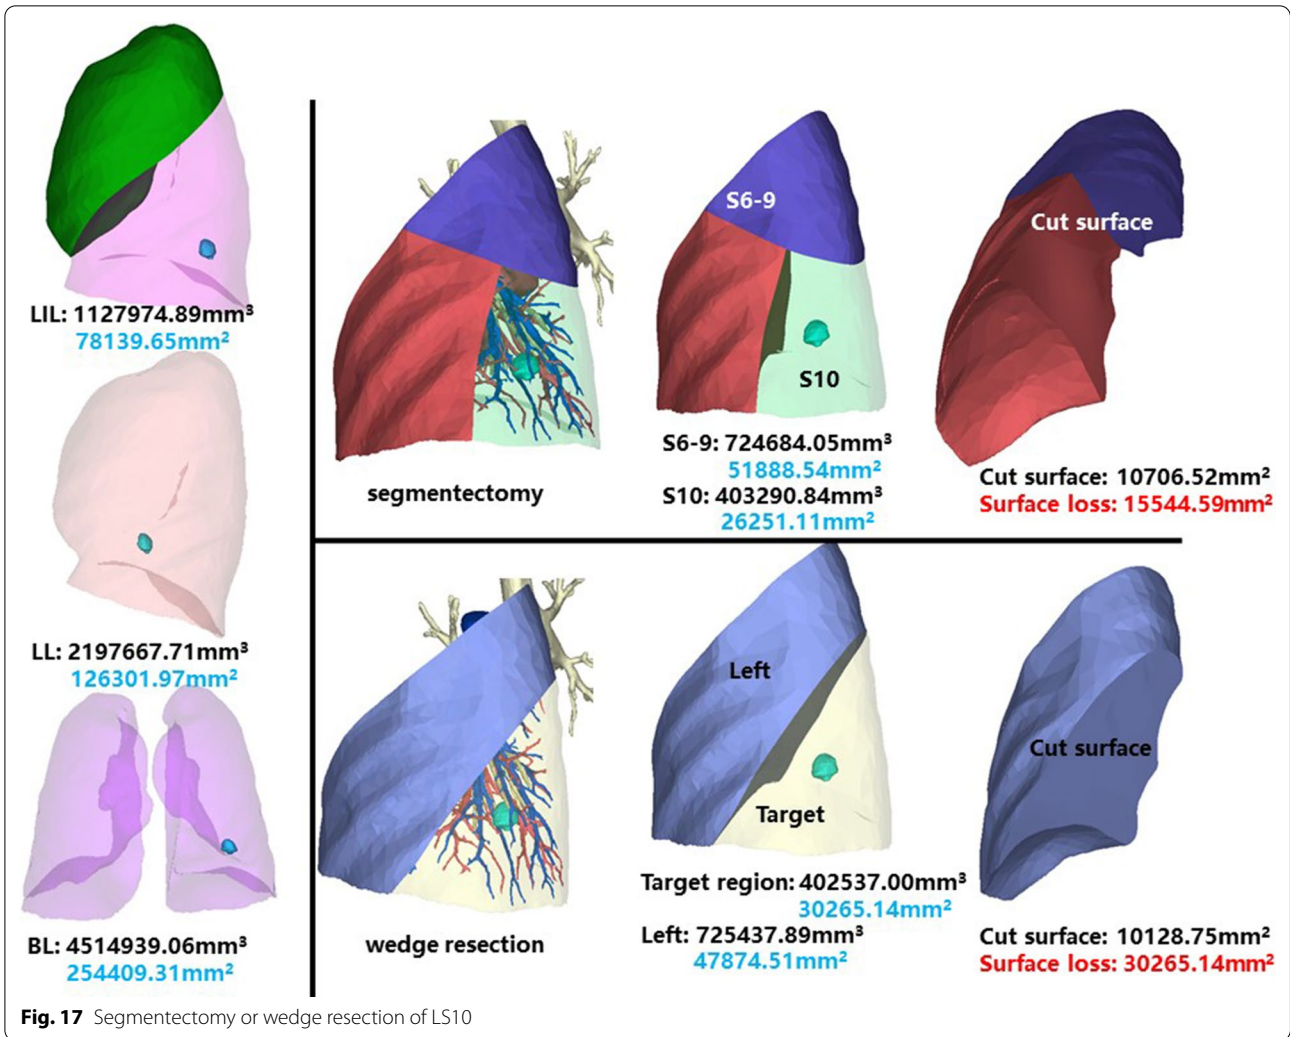 LIL: 1127974.89mm³
78139.65mm²
LL: 2197667.71mm³
126301.97mm²
BL: 4514939.06mm³
254409.31mm²
segmentectomy
S6-9
S10
S6-9: 724684.05mm³
51888.54mm²
S10: 403290.84mm³
26251.11mm²
Cut surface
Cut surface: 10706.52mm²
Surface loss: 15544.59mm²
wedge resection
Left
Target
Target region: 402537.00mm³
30265.14mm²
Left: 725437.89mm³
47874.51mm²
Cut surface
Cut surface: 10128.75mm²
Surface loss: 30265.14mm²
Fig. 17 Segmentectomy or wedge resection of LS10